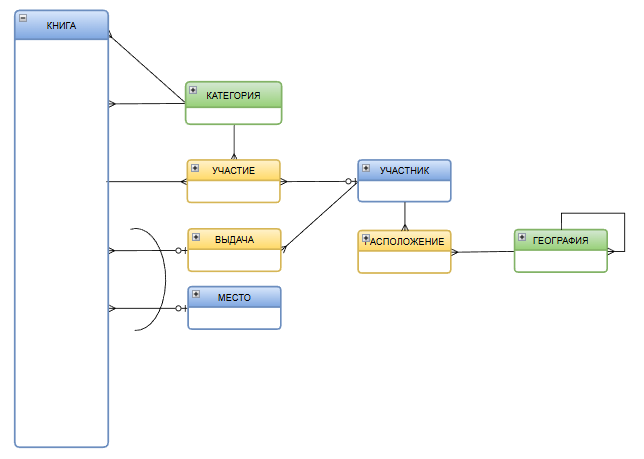 КНИГА
КАТЕГОРИЯ
УЧАСТИЕ
УЧАСТНИК
ВЫДАЧА
РАСПОЛОЖЕНИЕ
ГЕОГРАФИЯ
МЕСТО